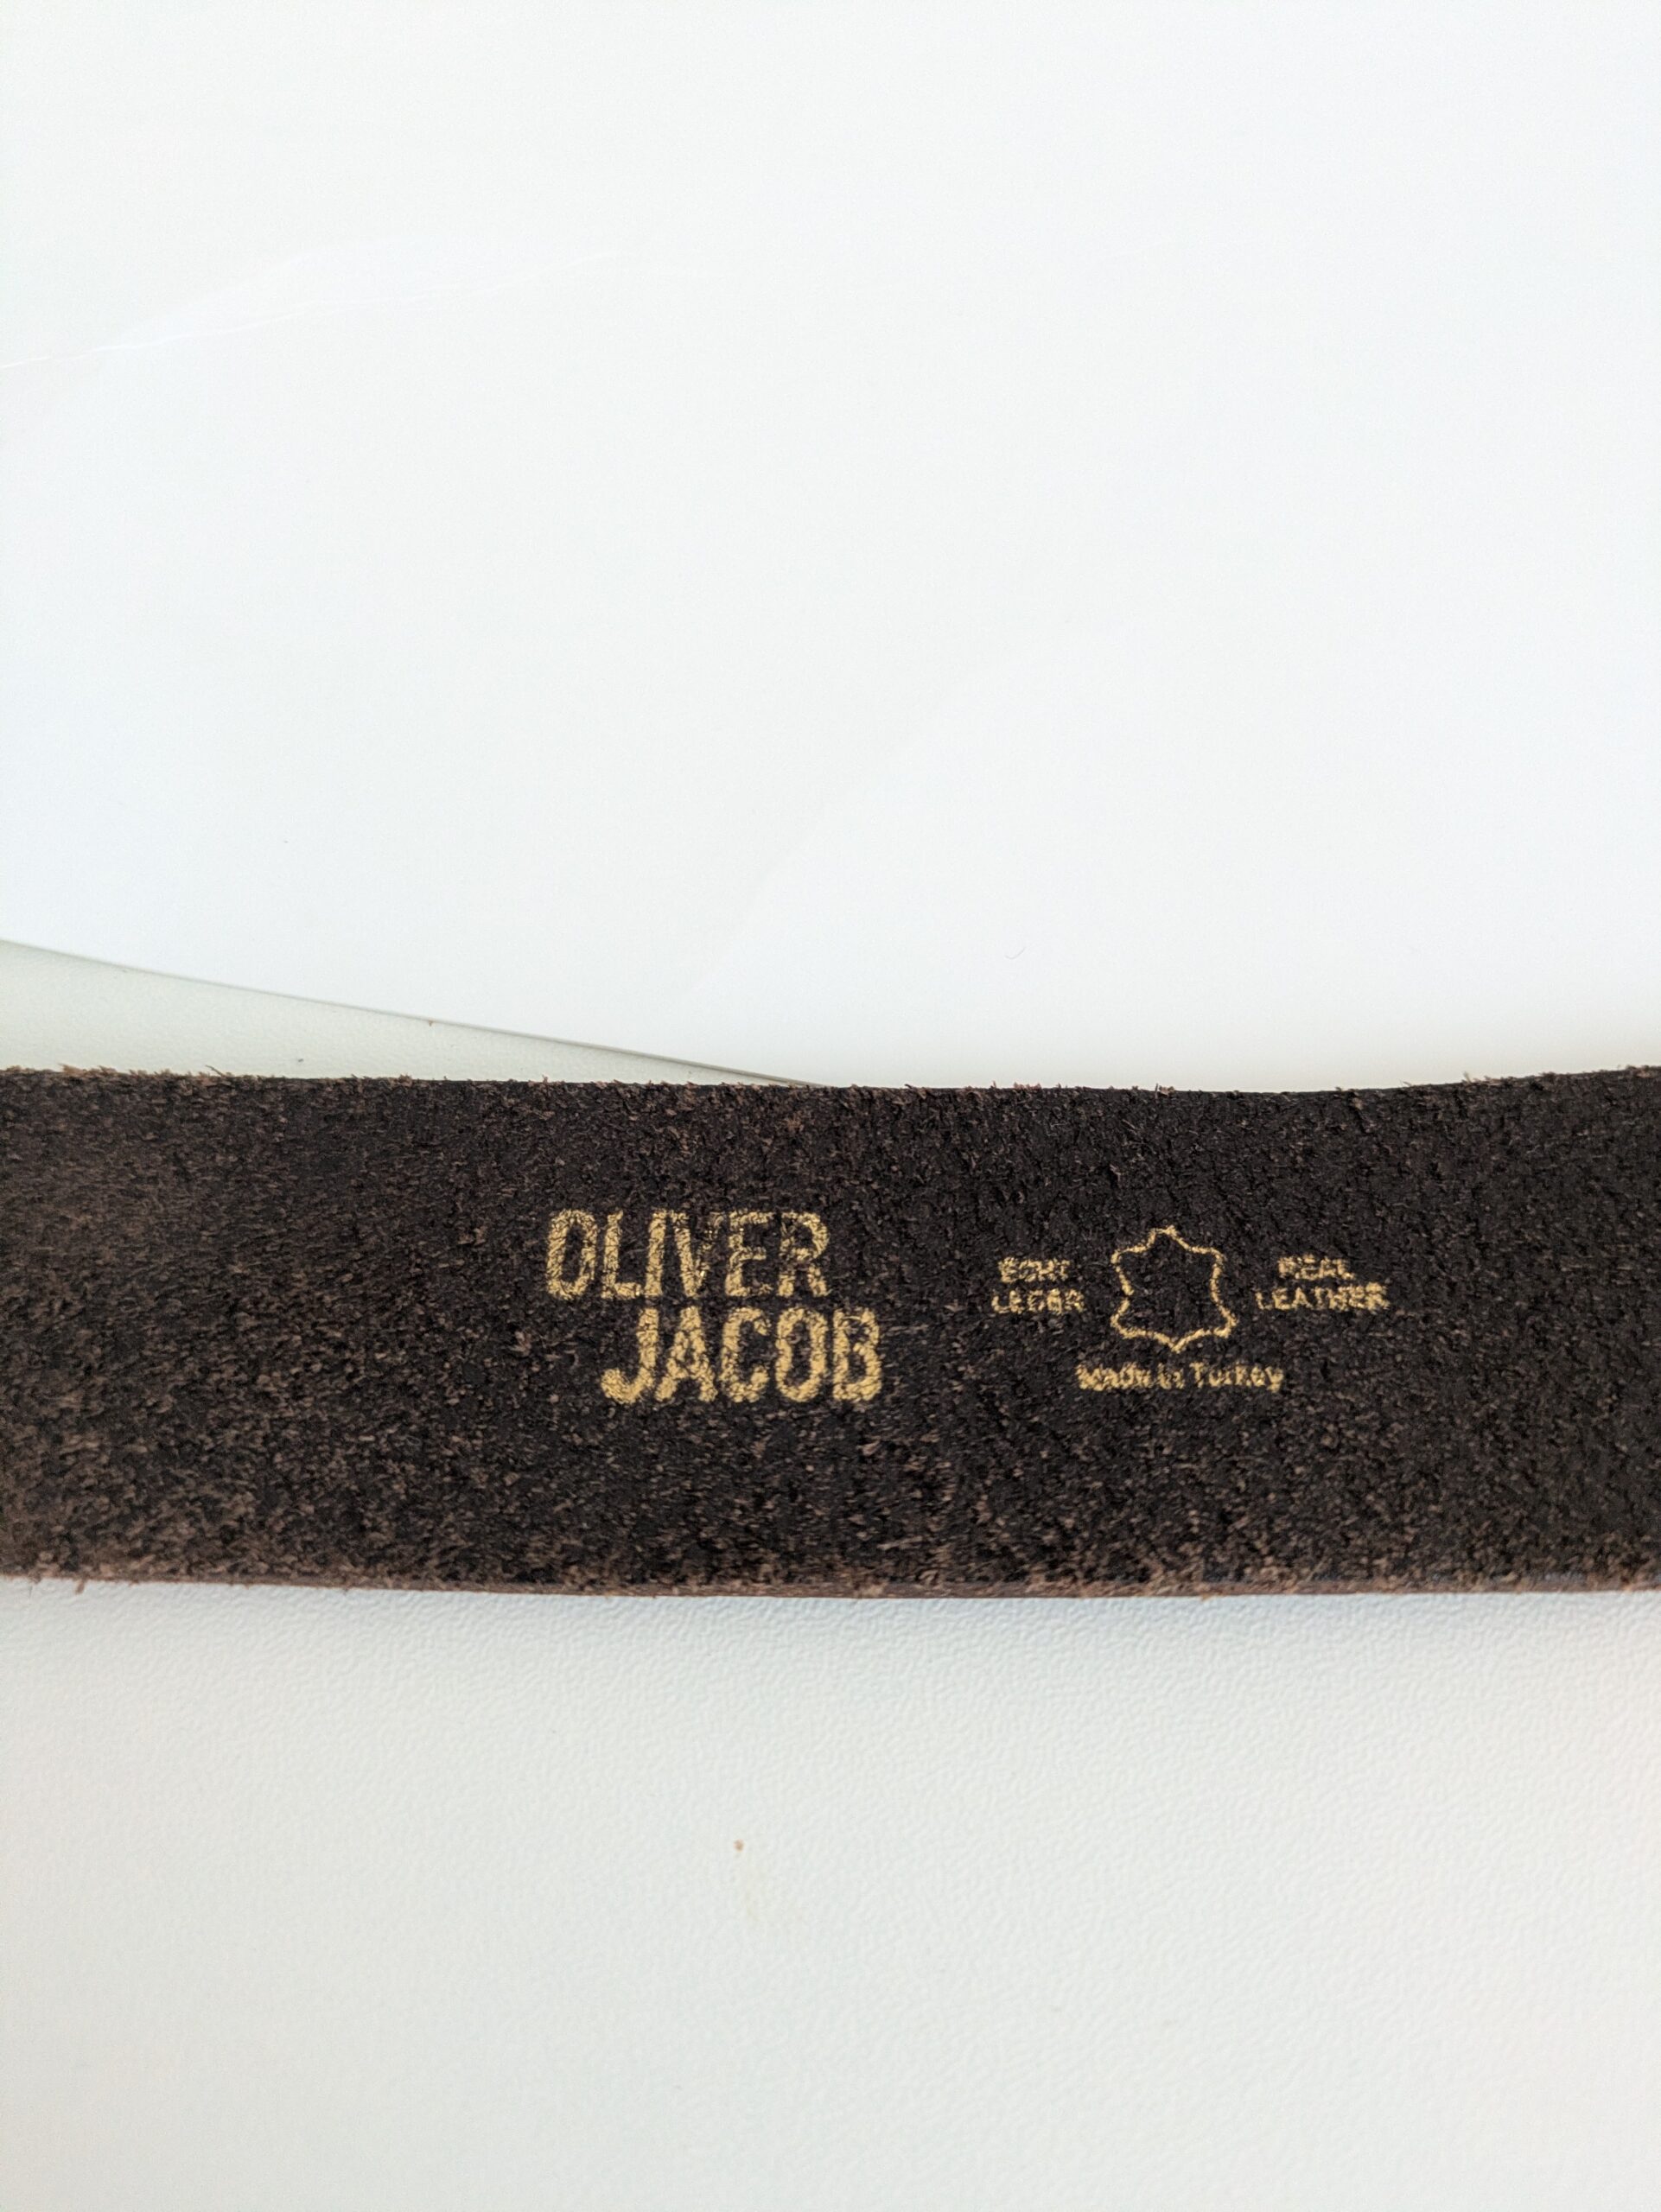 OLIVER
JACOB
ECHT
LEDER
REAL
LEATHER
Made in Turkey